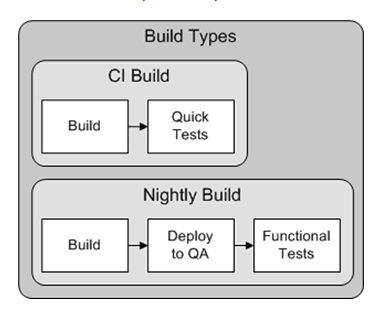 Build Types
CI Build
Build
Quick
Tests
Nightly Build
Build
Deploy
to QA
Functional
Tests